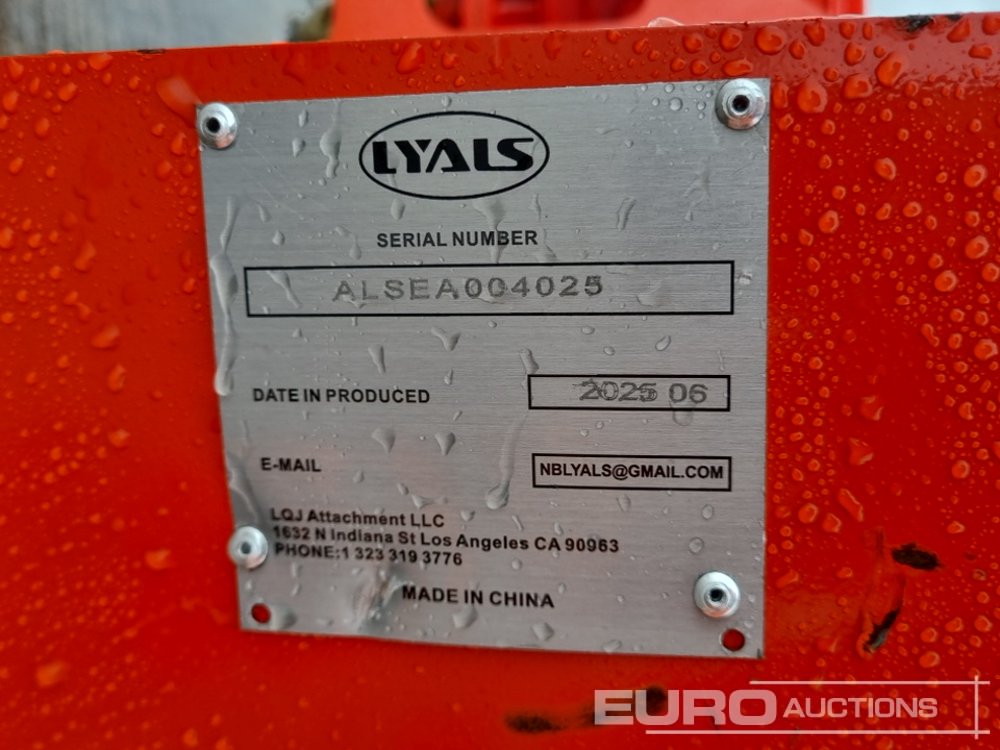 LYALS
SERIAL NUMBER
ALSEA004025
DATE IN PRODUCED 2025 06
E-MAIL NBLYALS@GMAIL.COM
LQJ Attachment LLC
1632 N Indiana St Los Angeles CA 90963
PHONE:1 323 319 3776
MADE IN CHINA
EURO AUCTIONS